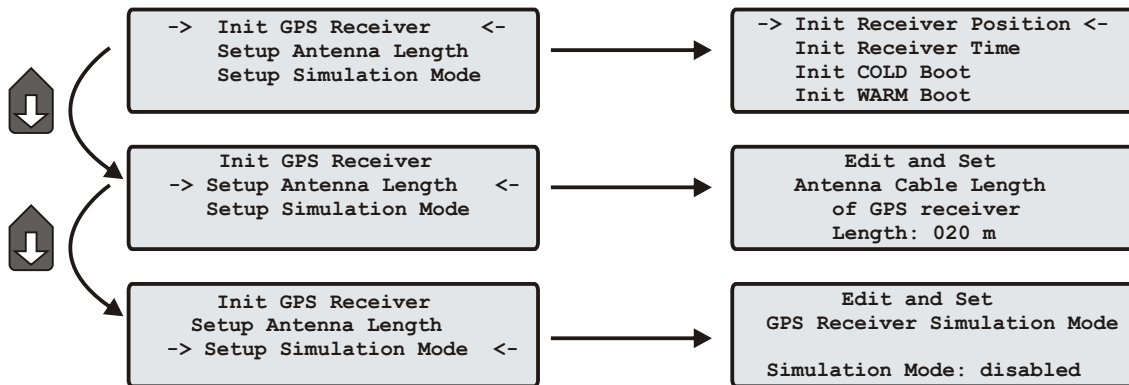 -> Init GPS Receiver <-
Setup Antenna Length
Setup Simulation Mode
-> Init Receiver Position <-
Init Receiver Time
Init COLD Boot
Init WARM Boot
Init GPS Receiver
-> Setup Antenna Length <-
Setup Simulation Mode
Edit and Set
Antenna Cable Length
of GPS receiver
Length: 020 m
Init GPS Receiver
Setup Antenna Length
-> Setup Simulation Mode <-
Edit and Set
GPS Receiver Simulation Mode
Simulation Mode: disabled